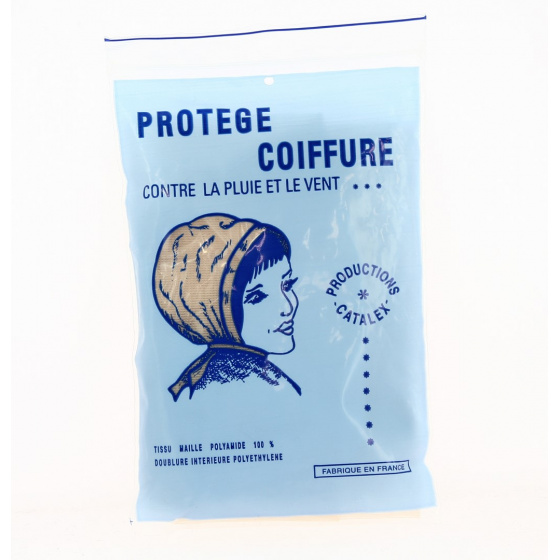 PROTEGE
COIFFURE
CONTRE LA PLUIE ET LE VENT ...
PRODUCTIONS
- CATALEX -
TISSU MAILLE POLYAMIDE 100 %
DOUBLURE INTERIEURE POLYETHYLENE
FABRIQUE EN FRANCE